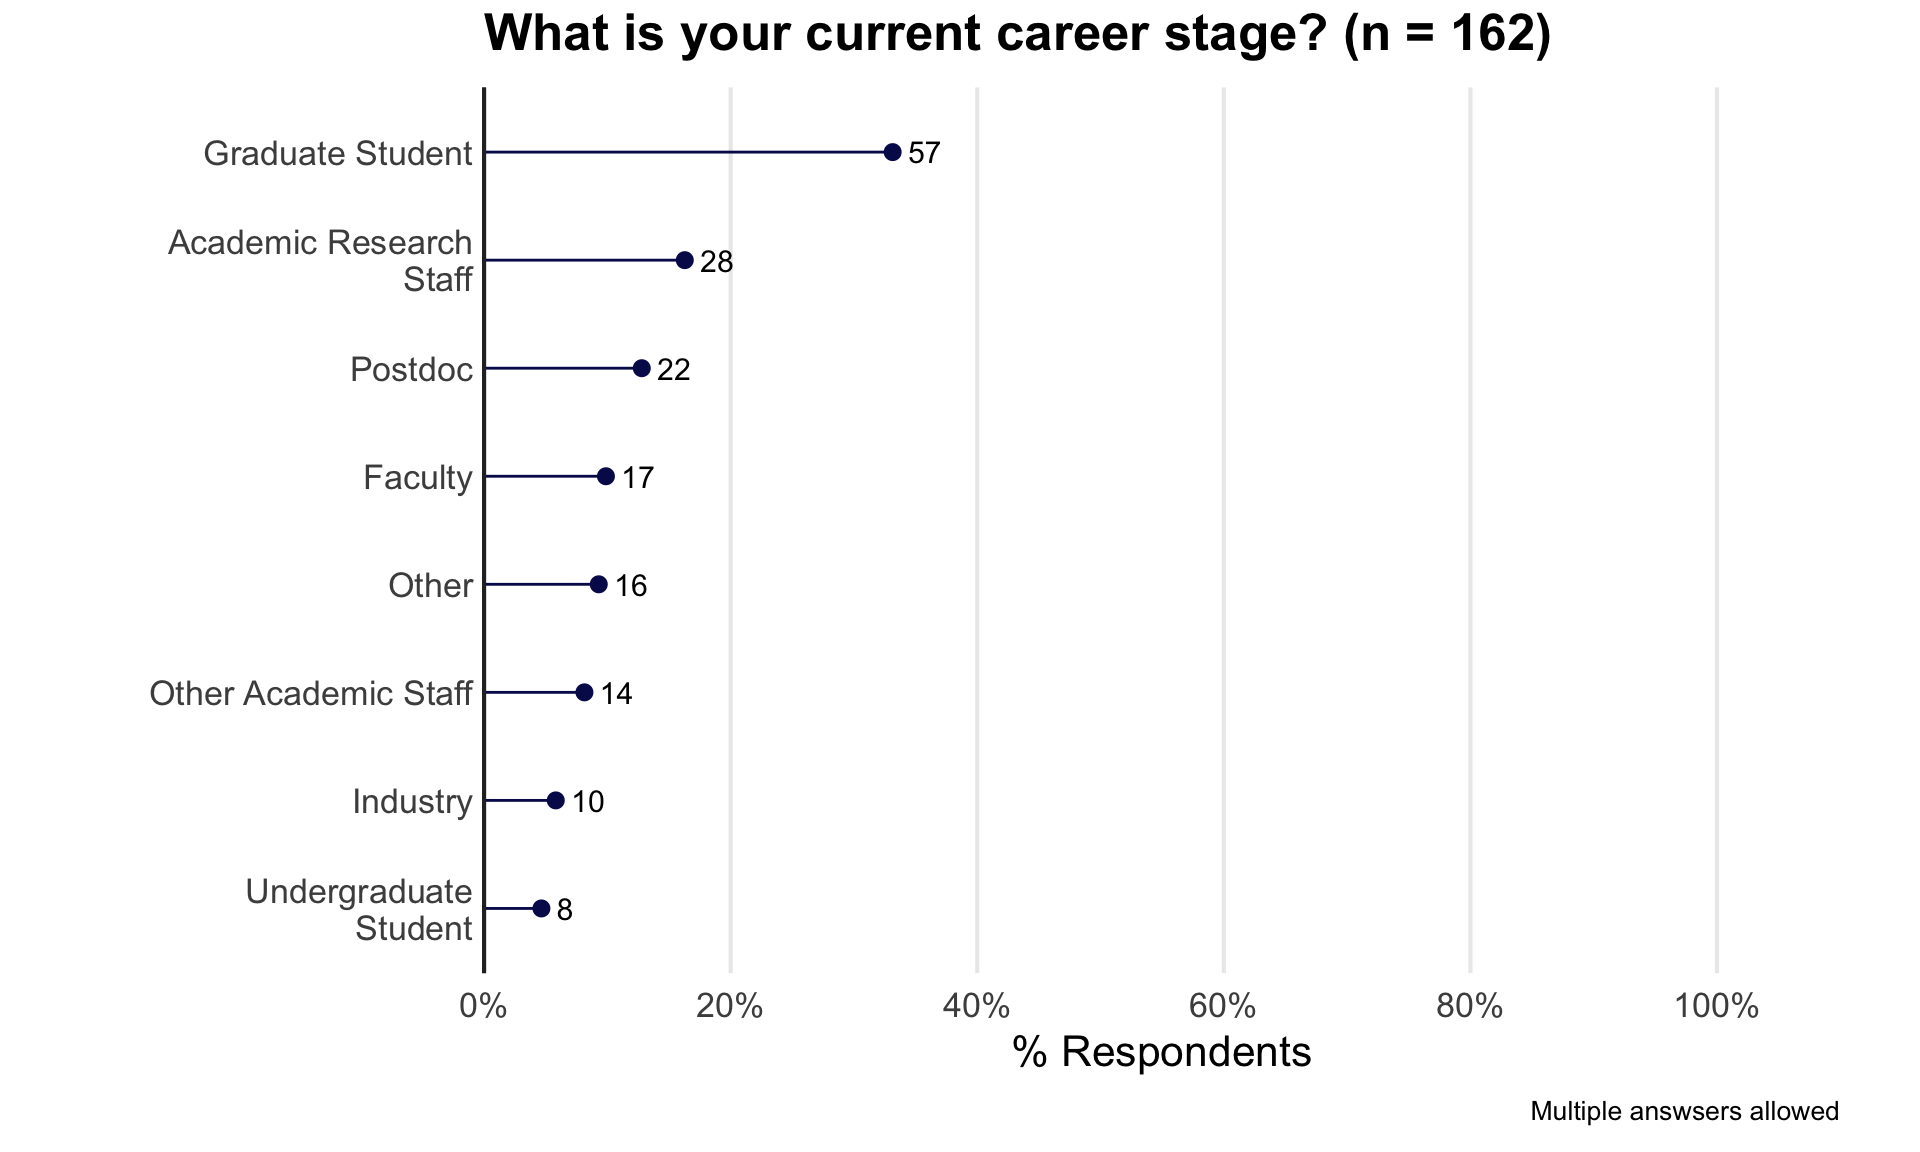 What is your current career stage? (n = 162)
Graduate Student
57
Academic Research
Staff
28
Postdoc
22
Faculty
17
Other
16
Other Academic Staff
14
Industry
10
Undergraduate
Student
8
0%
20%
40%
60%
80%
100%
% Respondents
Multiple answsers allowed